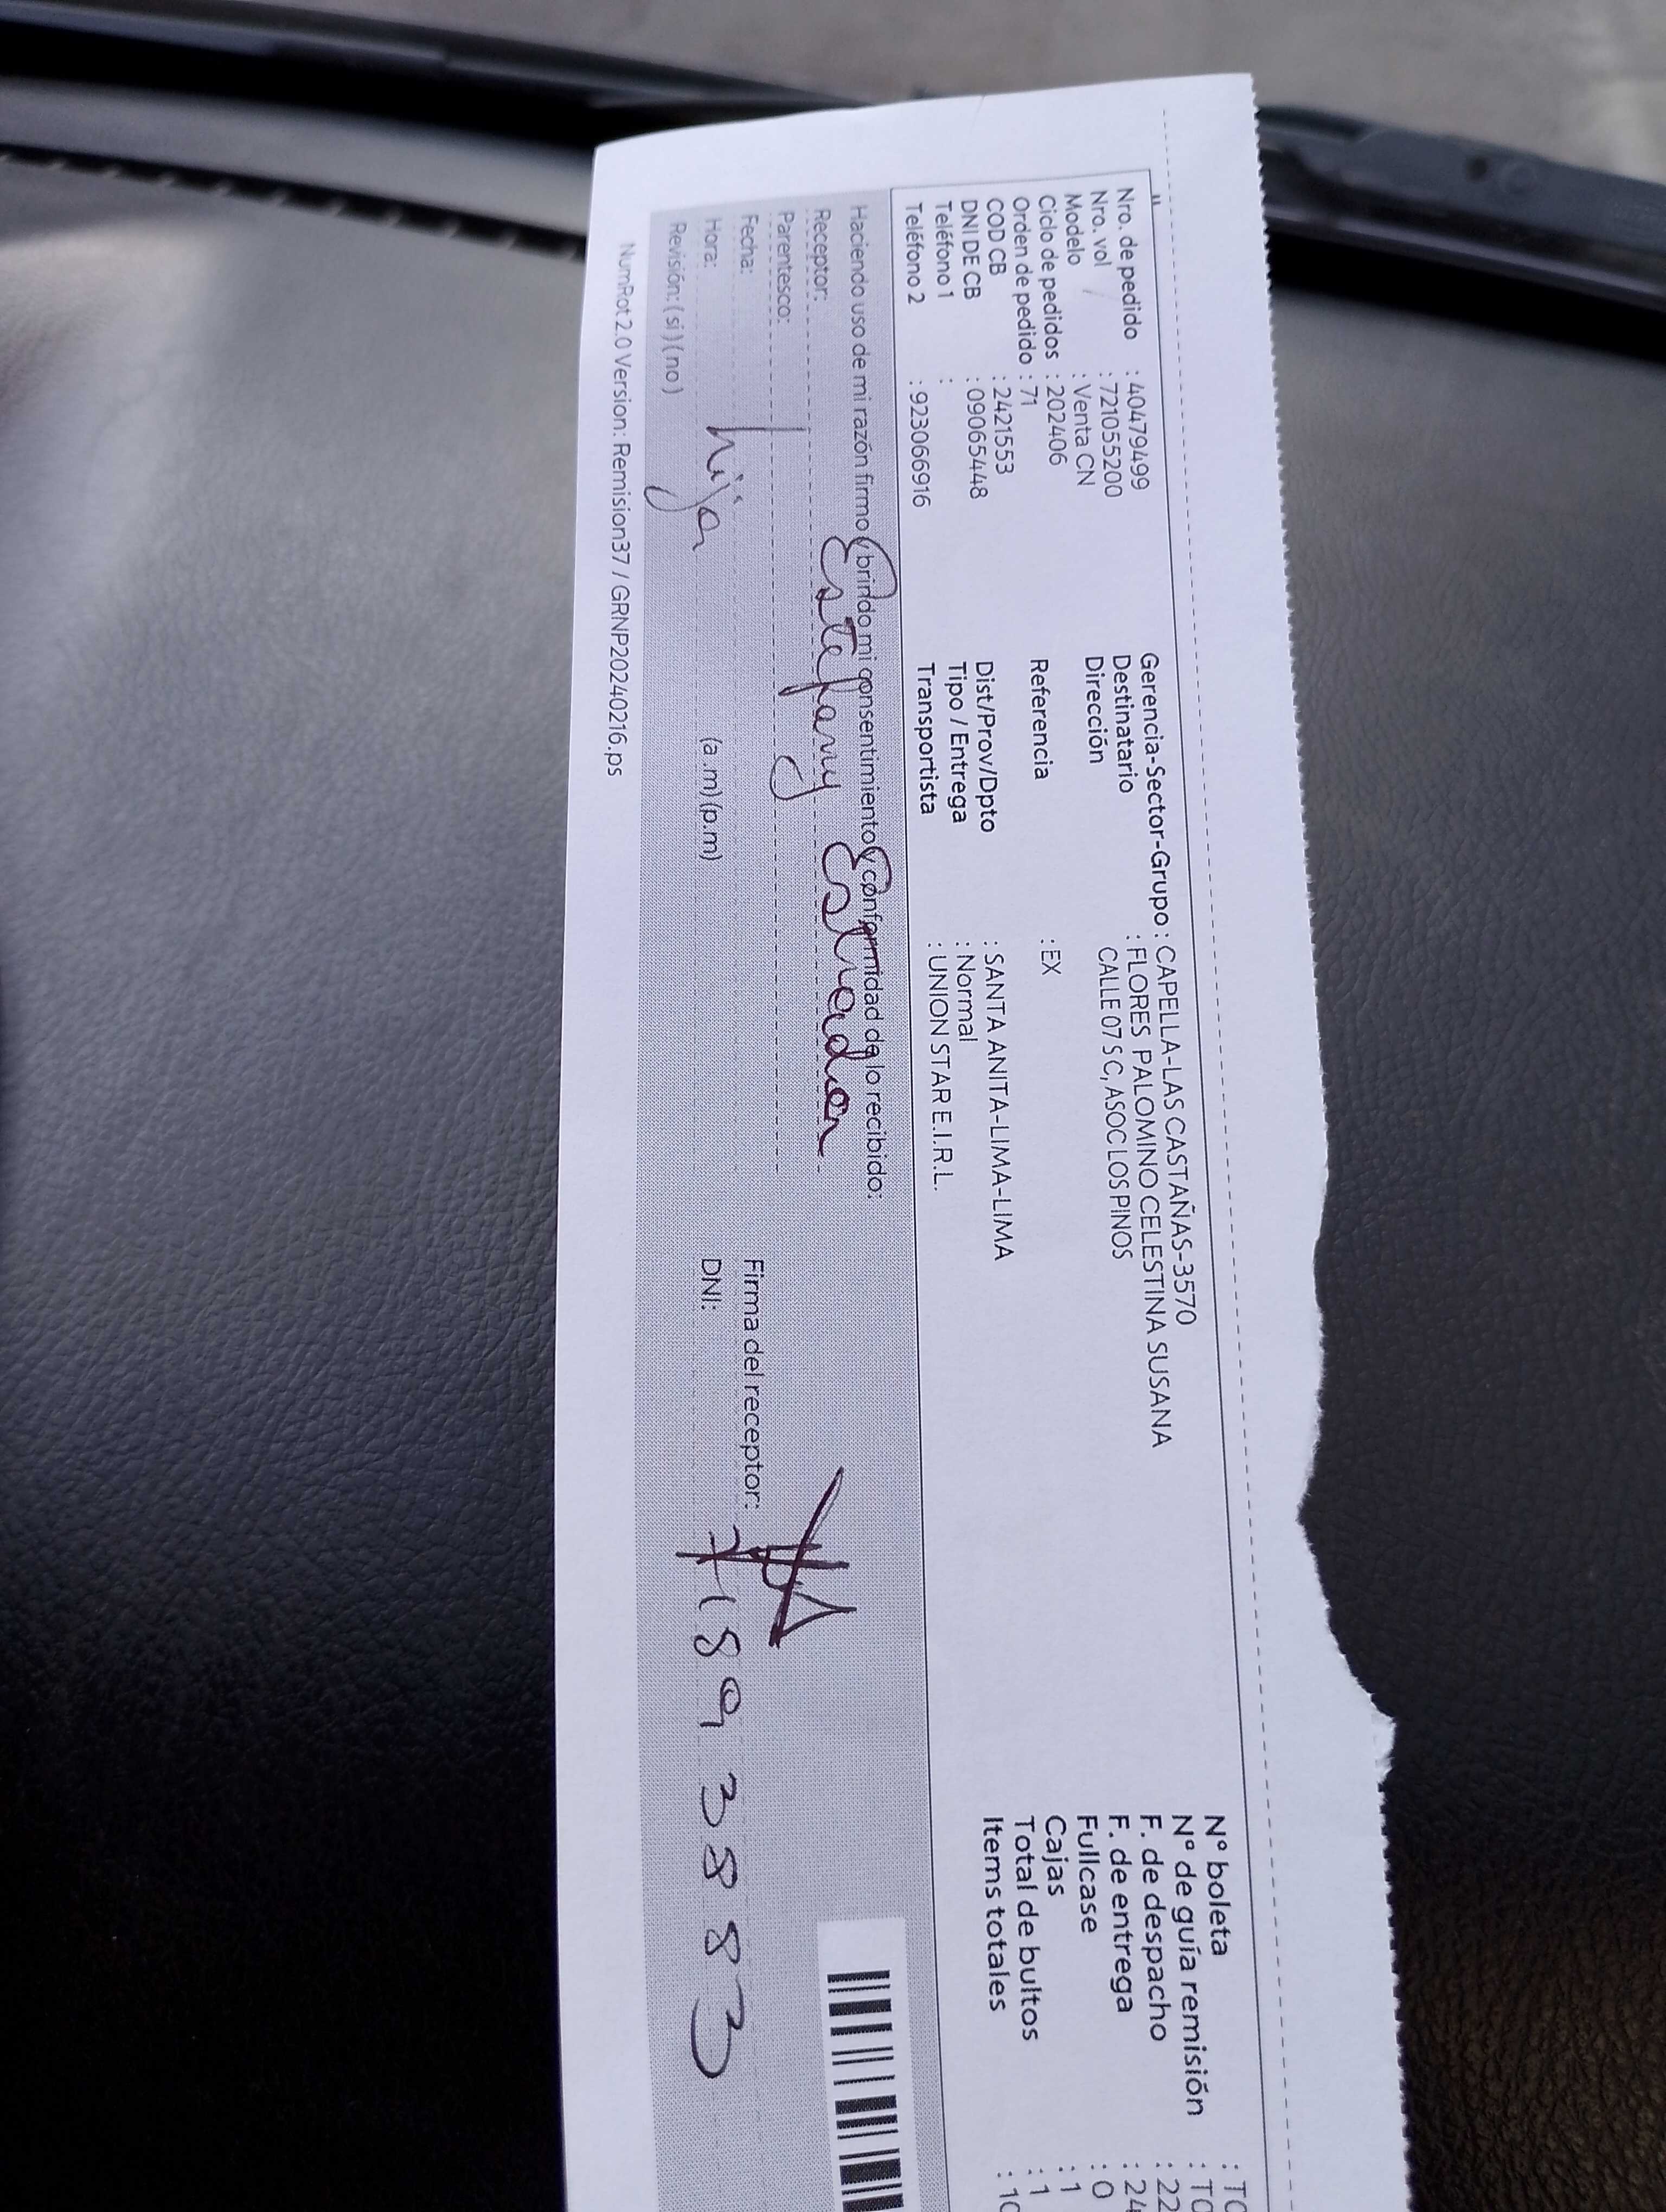 Nro. de pedido : 40479499
Nro. vol : 721055200
Modelo : Venta CN
Ciclo de pedidos : 202406
Orden de pedido : 71
COD CB : 2421553
DNI DE CB : 09065448
Teléfono 1 :
Teléfono 2 : 923066916
Gerencia-Sector-Grupo : CAPELLA-LAS CASTAÑAS-3570
Destinatario : FLORES PALOMINO CELESTINA SUSANA
Dirección CALLE 07 S C, ASOC LOS PINOS
Referencia : EX
Dist/Prov/Dpto : SANTA ANITA-LIMA-LIMA
Tipo / Entrega : Normal
Transportista : UNION STAR E.I.R.L.
N° boleta : TO
N° de guía remisión : TO
F. de despacho : 22
F. de entrega : 24
Fullcase : 0
Cajas : 1
Total de bultos : 1
Items totales : 10
Haciendo uso de mi razón firmo y brindo mi consentimiento y conformidad de lo recibido:
Receptor: Estefany Estrada
Parentesco:
Fecha: hija
Hora: (a.m)(p.m)
Revisión: ( si ) ( no )
Firma del receptor:
DNI: 71893883
NumRot 2.0 Version: Remision37 / GRNP20240216.ps